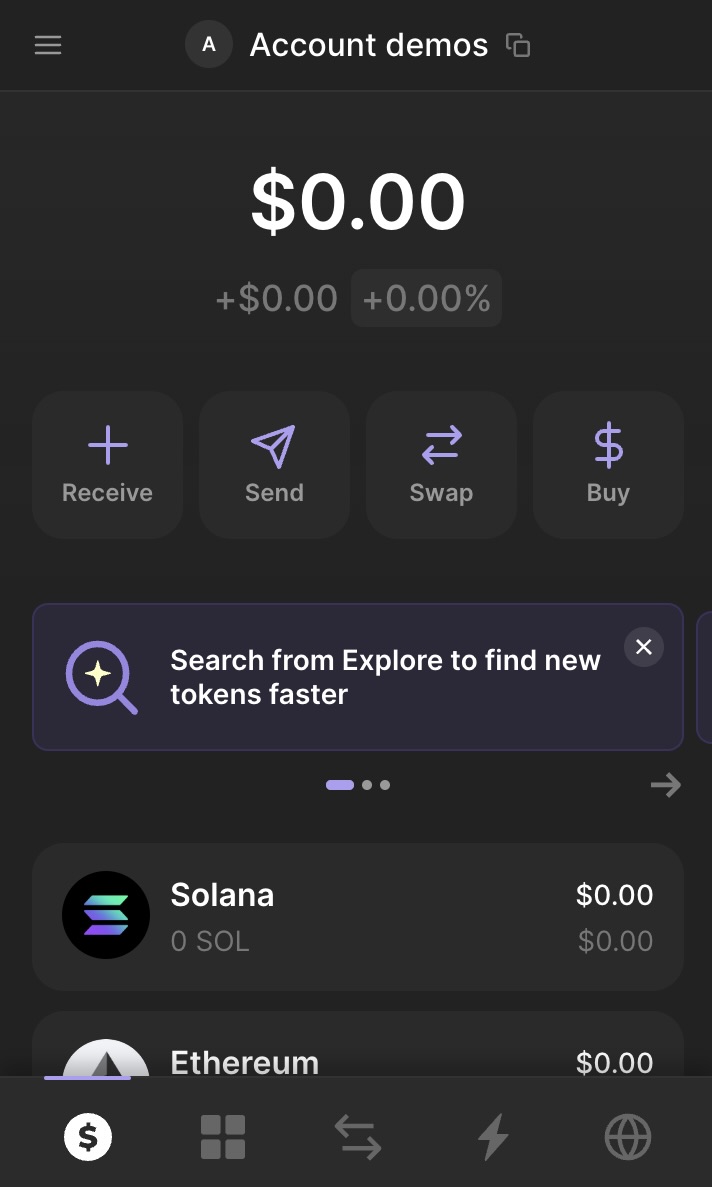 A Account demos
$0.00
+$0.00 +0.00%
Receive Send Swap Buy
Search from Explore to find new
tokens faster
Solana $0.00
0 SOL $0.00
Ethereum $0.00
$